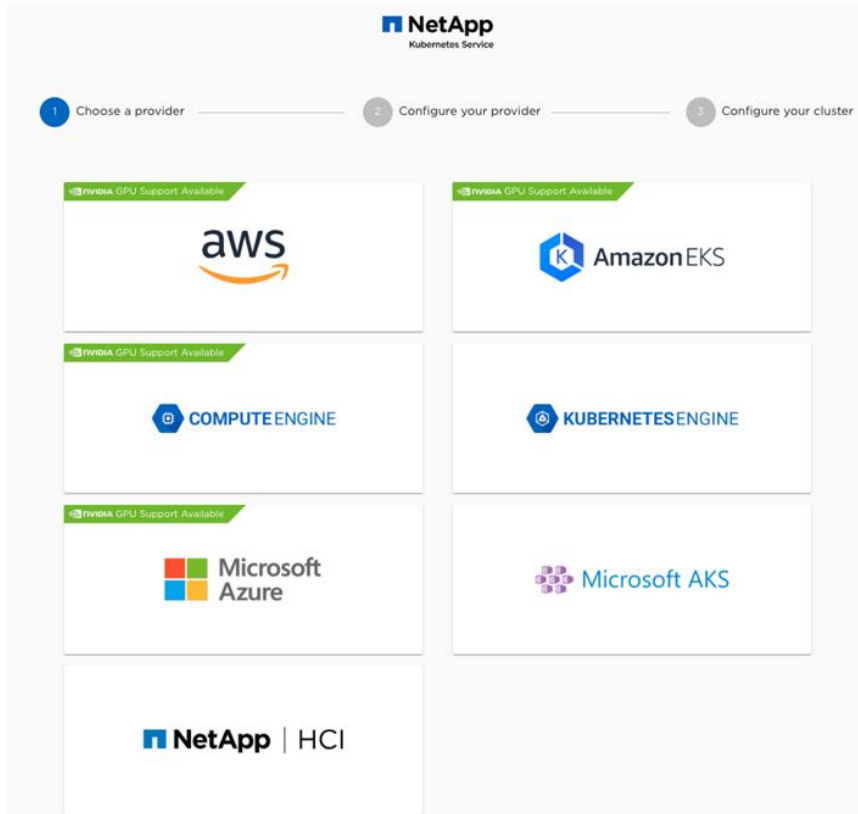 NetApp
Kubernetes Service
1 Choose a provider
2 Configure your provider
3 Configure your cluster
nVIDIA GPU Support Available
aws
nVIDIA GPU Support Available
Amazon EKS
nVIDIA GPU Support Available
COMPUTE ENGINE
KUBERNETES ENGINE
nVIDIA GPU Support Available
Microsoft
Azure
Microsoft AKS
NetApp | HCI